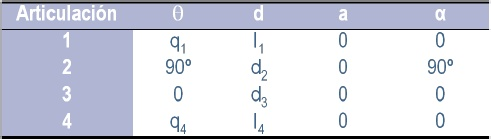 Articulación θ d a α
1 q₁ l₁ 0 0
2 90º d₂ 0 90º
3 0 d₃ 0 0
4 q₄ l₄ 0 0